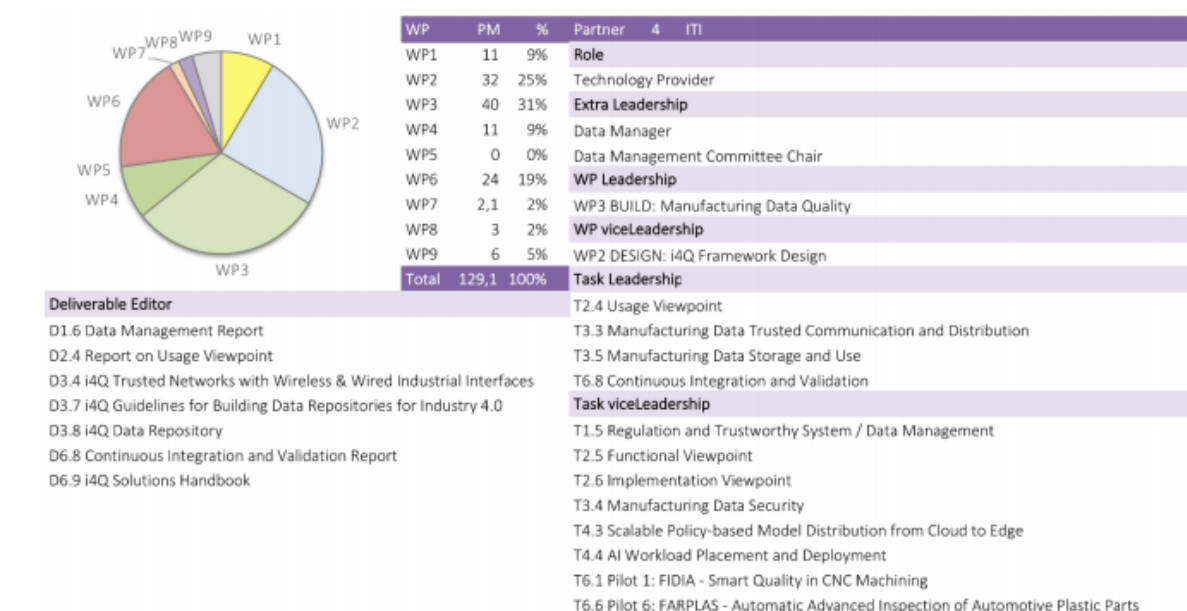 WP1
WP2
WP3
WP4
WP5
WP6
WP7
WP8
WP9
WP PM %
WP1 11 9%
WP2 32 25%
WP3 40 31%
WP4 11 9%
WP5 0 0%
WP6 24 19%
WP7 2,1 2%
WP8 3 2%
WP9 6 5%
Total 129,1 100%
Deliverable Editor
D1.6 Data Management Report
D2.4 Report on Usage Viewpoint
D3.4 i4Q Trusted Networks with Wireless & Wired Industrial Interfaces
D3.7 i4Q Guidelines for Building Data Repositories for Industry 4.0
D3.8 i4Q Data Repository
D6.8 Continuous Integration and Validation Report
D6.9 i4Q Solutions Handbook
Partner 4 ITI
Role
Technology Provider
Extra Leadership
Data Manager
Data Management Committee Chair
WP Leadership
WP3 BUILD: Manufacturing Data Quality
WP viceLeadership
WP2 DESIGN: i4Q Framework Design
Task Leadership
T2.4 Usage Viewpoint
T3.3 Manufacturing Data Trusted Communication and Distribution
T3.5 Manufacturing Data Storage and Use
T6.8 Continuous Integration and Validation
Task viceLeadership
T1.5 Regulation and Trustworthy System / Data Management
T2.5 Functional Viewpoint
T2.6 Implementation Viewpoint
T3.4 Manufacturing Data Security
T4.3 Scalable Policy-based Model Distribution from Cloud to Edge
T4.4 AI Workload Placement and Deployment
T6.1 Pilot 1: FIDIA - Smart Quality in CNC Machining
T6.6 Pilot 6: FARPLAS - Automatic Advanced Inspection of Automotive Plastic Parts